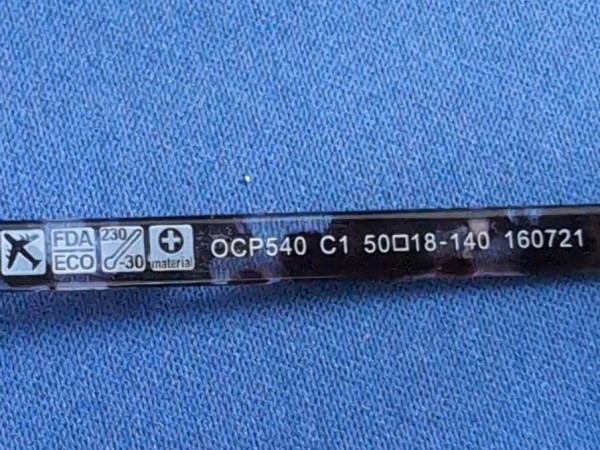 FDA
ECO
230
-30
material
OCP540 C1 50□18-140 160721